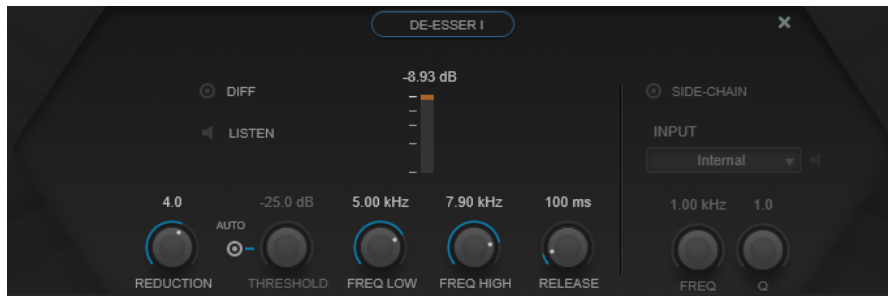 DE-ESSER I
×
-8.93 dB
DIFF
SIDE-CHAIN
LISTEN
INPUT
Internal
4.0
-25.0 dB
5.00 kHz
7.90 kHz
100 ms
1.00 kHz
1.0
AUTO
REDUCTION
THRESHOLD
FREQ LOW
FREQ HIGH
RELEASE
FREQ
Q